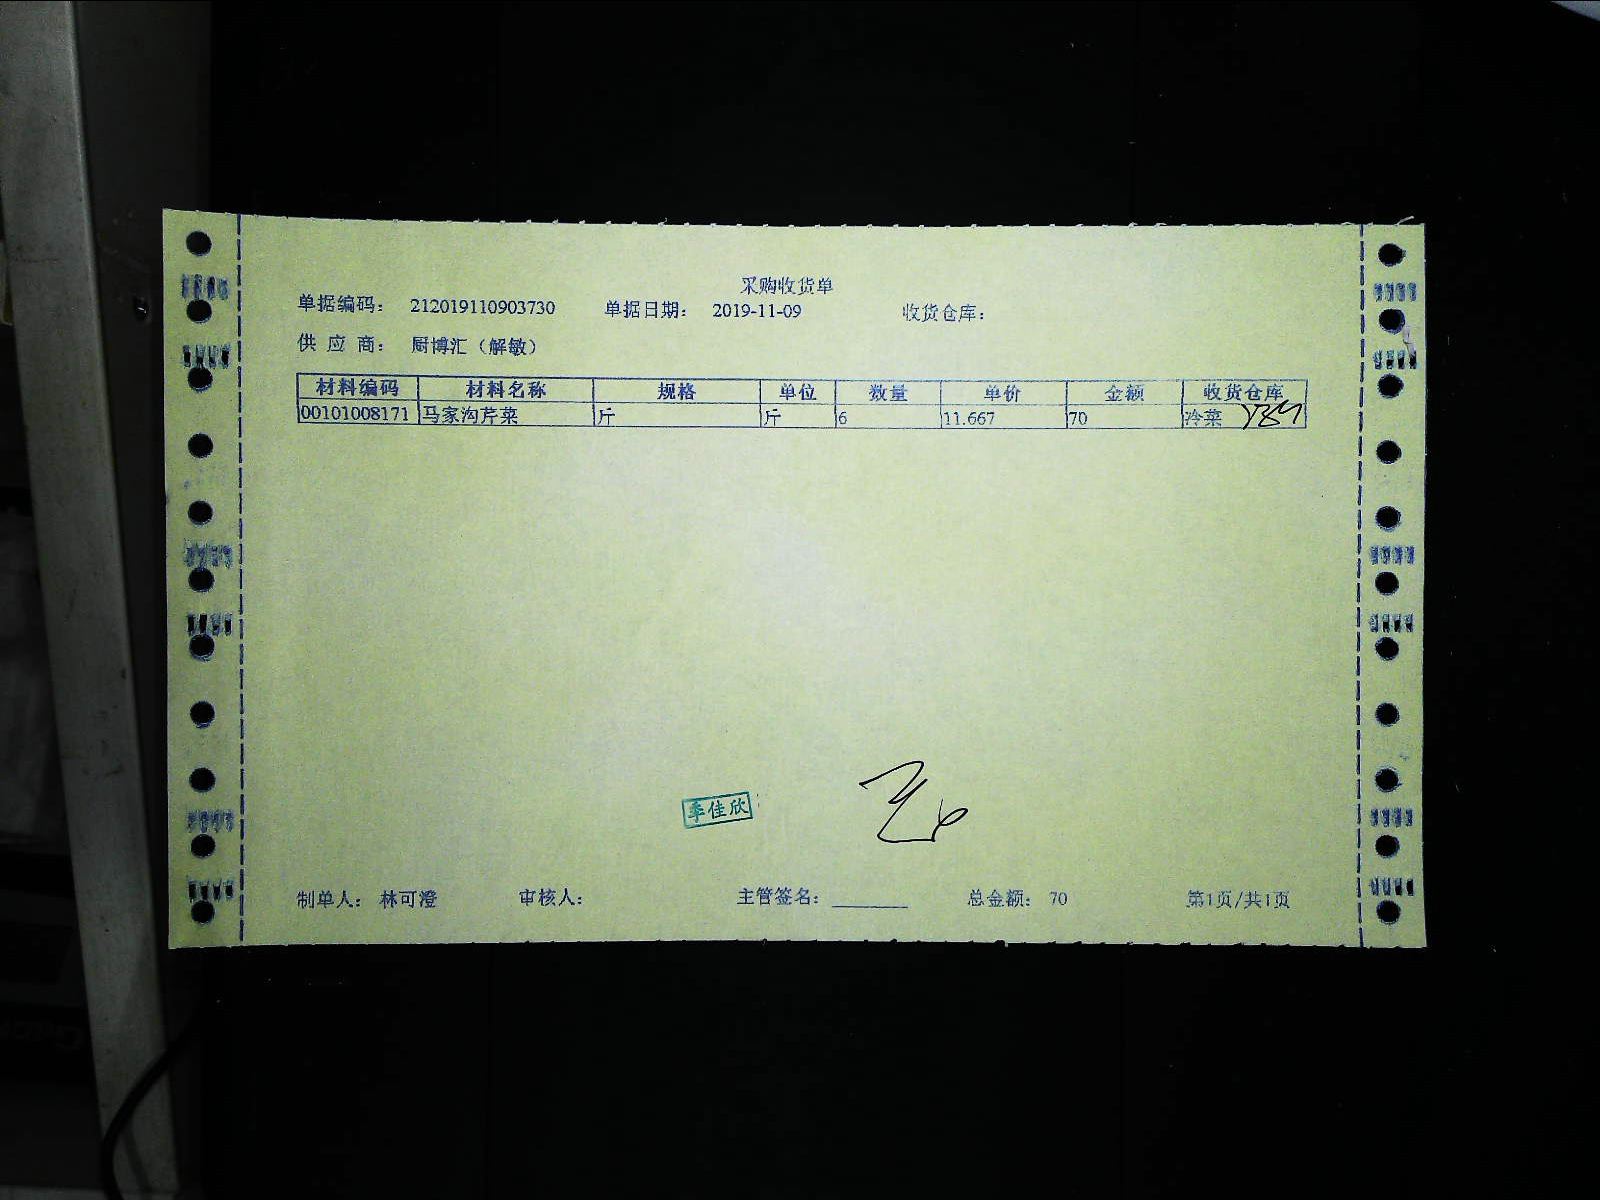 采购收货单
单据编码： 212019110903730 单据日期： 2019-11-09 收货仓库：
供 应 商： 厨博汇（解敏）
材料编码 材料名称 规格 单位 数量 单价 金额 收货仓库
00101008171 马家沟芹菜 斤 斤 6 11.667 70 冷菜
季佳欣
制单人： 林可澄 审核人： 主管签名：________ 总金额： 70 第1页/共1页